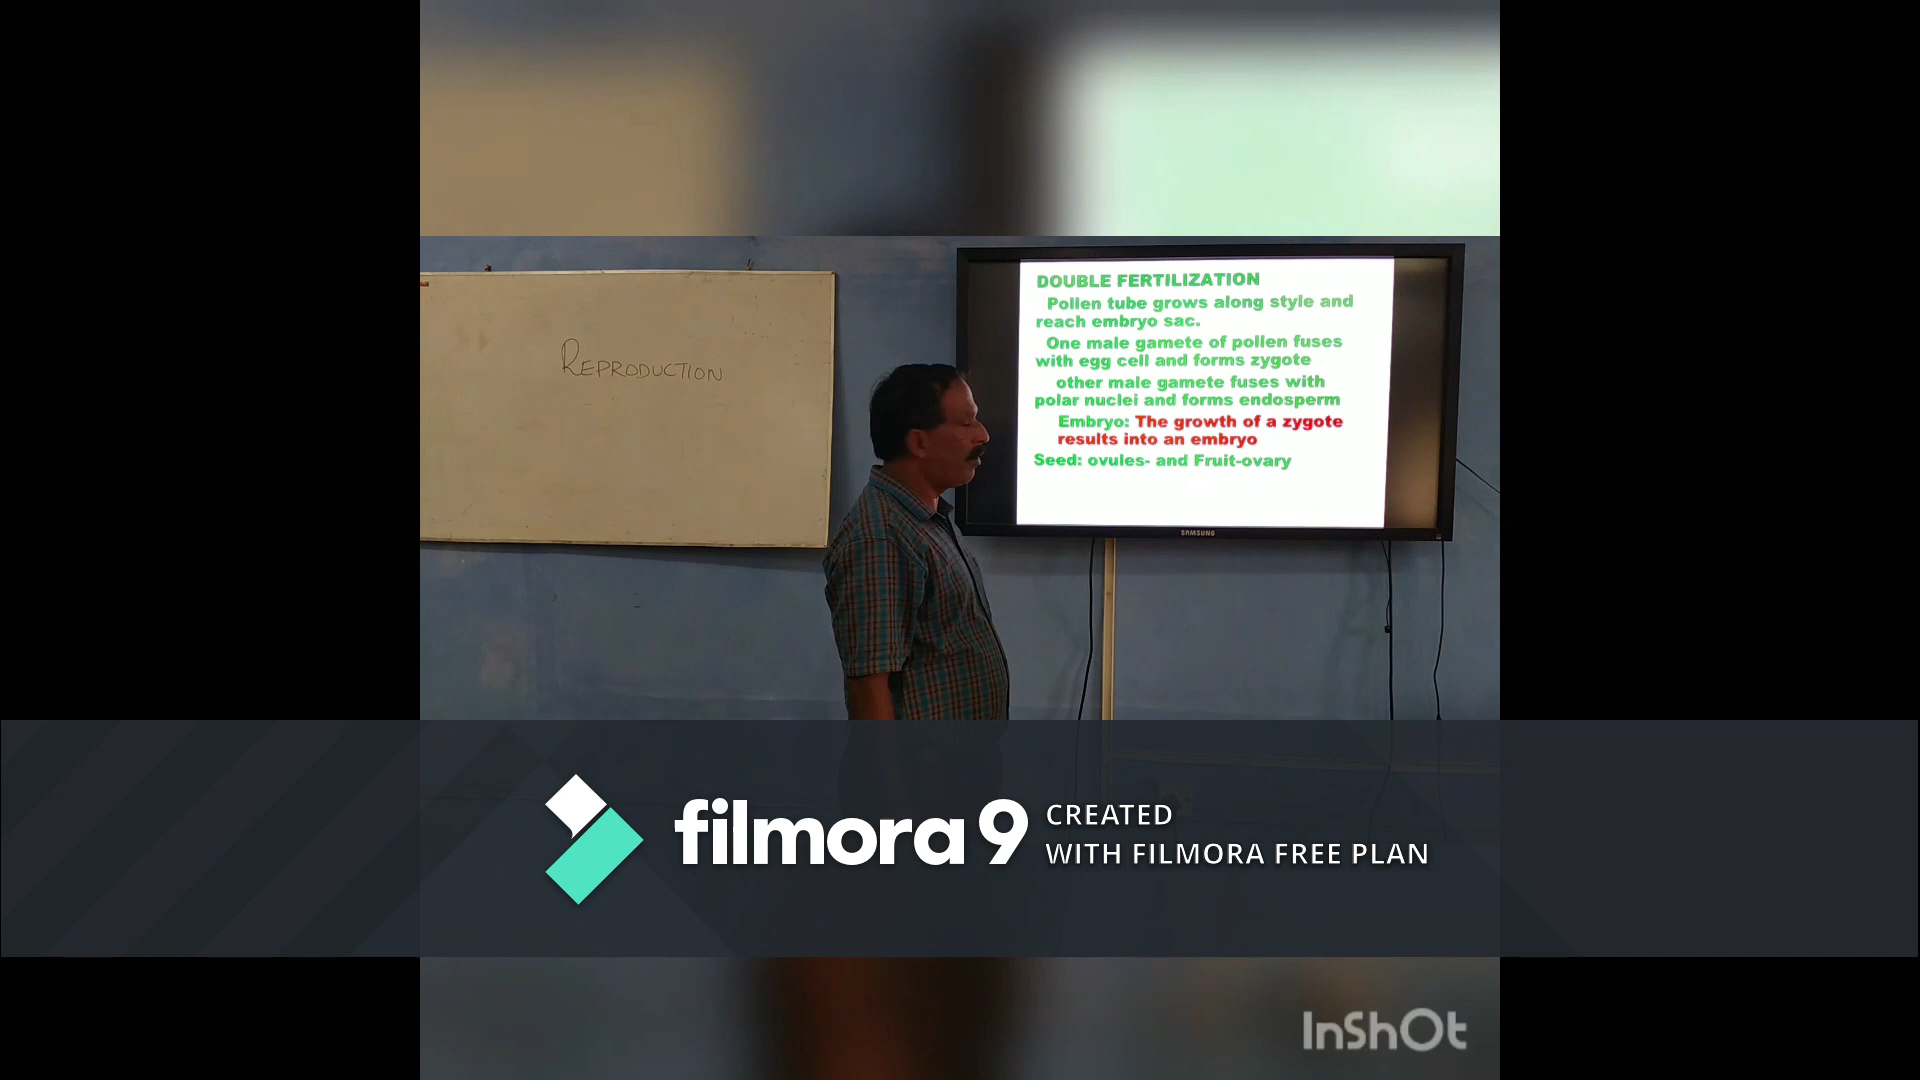 REPRODUCTION
DOUBLE FERTILIZATION
Pollen tube grows along style and
reach embryo sac.
One male gamete of pollen fuses
with egg cell and forms zygote
other male gamete fuses with
polar nuclei and forms endosperm
Embryo: The growth of a zygote
results into an embryo
Seed: ovules- and Fruit-ovary
SAMSUNG
filmora 9 CREATED
WITH FILMORA FREE PLAN
InShOt